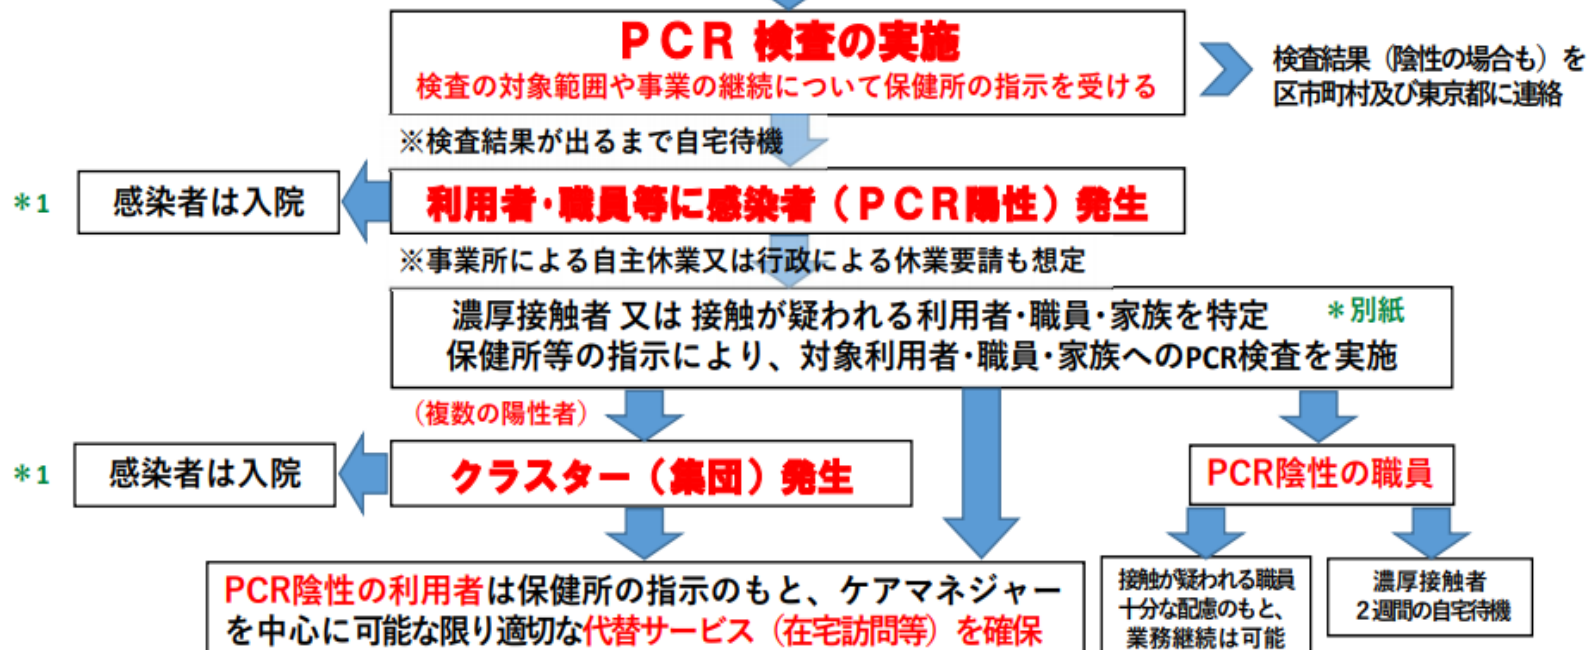 PCR 検査の実施
検査の対象範囲や事業の継続について保健所の指示を受ける
検査結果（陰性の場合も）を
区市町村及び東京都に連絡
※検査結果が出るまで自宅待機
＊1
感染者は入院
利用者・職員等に感染者（PCR陽性）発生
※事業所による自主休業又は行政による休業要請も想定
濃厚接触者 又は 接触が疑われる利用者・職員・家族を特定
＊別紙
保健所等の指示により、対象利用者・職員・家族へのPCR検査を実施
（複数の陽性者）
＊1
感染者は入院
クラスター（集団）発生
PCR陰性の職員
PCR陰性の利用者は保健所の指示のもと、ケアマネジャー
を中心に可能な限り適切な代替サービス（在宅訪問等）を確保
接触が疑われる職員
十分な配慮のもと、
業務継続は可能
濃厚接触者
2週間の自宅待機